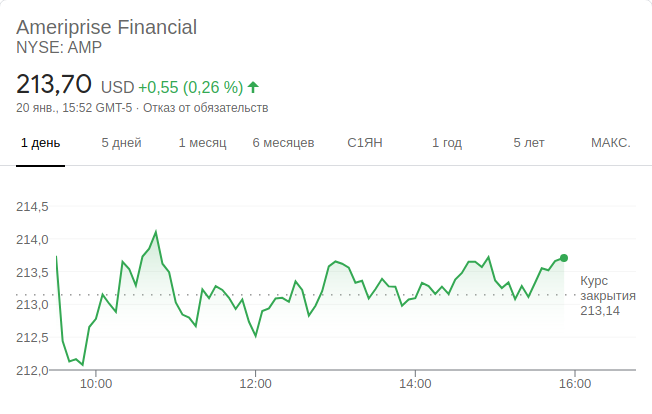 Ameriprise Financial
NYSE: AMP
213,70 USD +0,55 (0,26 %)
20 янв., 15:52 GMT-5 · Отказ от обязательств
1 день 5 дней 1 месяц 6 месяцев С1ЯН 1 год 5 лет МАКС.
214,5
214,0
213,5
213,0
212,5
212,0
Курс
закрытия
213,14
10:00 12:00 14:00 16:00